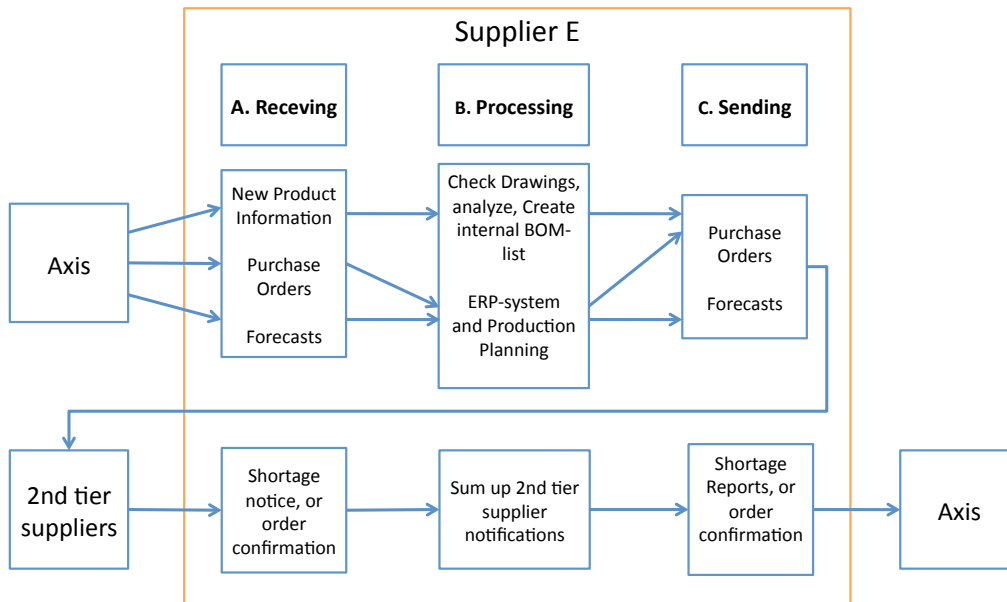 Supplier E
A. Receving
B. Processing
C. Sending
Axis
New Product
Information
Purchase
Orders
Forecasts
Check Drawings,
analyze, Create
internal BOM-
list
ERP-system
and Production
Planning
Purchase
Orders
Forecasts
2nd tier
suppliers
Shortage
notice, or
order
confirmation
Sum up 2nd tier
supplier
notifications
Shortage
Reports, or
order
confirmation
Axis